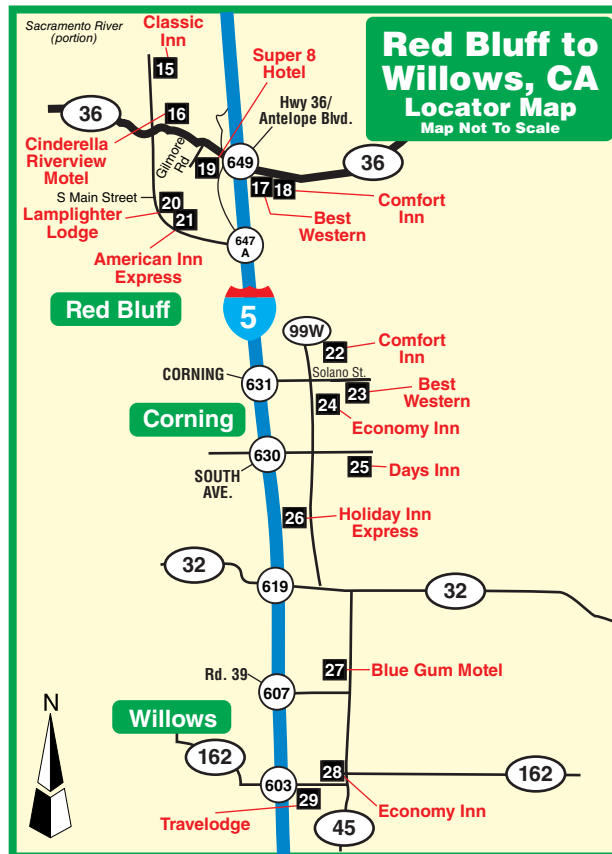 Sacramento River
(portion)
Classic
Inn
15
Red Bluff to
Willows, CA
Locator Map
Map Not To Scale
Super 8
Hotel
36
16
Hwy 36/
Antelope Blvd.
Cinderella
Riverview
Motel
Gilmore
Rd
19
649
36
17
18
Comfort
Inn
S Main Street
20
Lamplighter
Lodge
21
Best
Western
American Inn
Express
647
A
Red Bluff
5
99W
22
Comfort
Inn
CORNING
631
Solano St.
23
Best
Western
24
Economy Inn
Corning
630
SOUTH
AVE.
25
Days Inn
26
Holiday Inn
Express
32
619
32
27
Blue Gum Motel
Rd. 39
607
N
Willows
162
28
162
603
29
Travelodge
Economy Inn
45